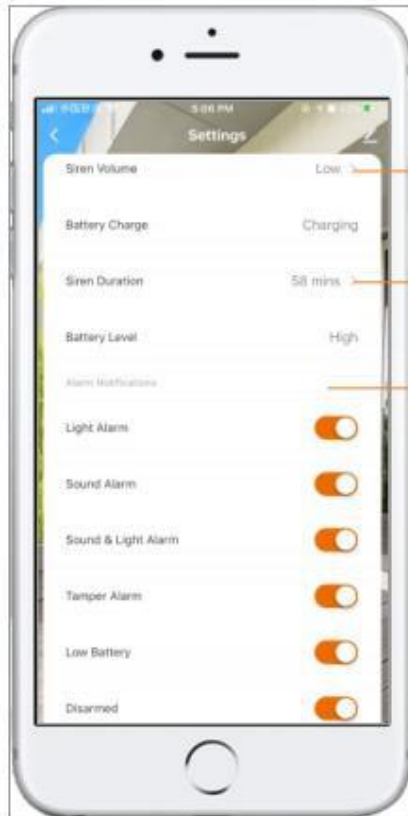 5:06 PM
Settings
Siren Volume Low
Battery Charge Charging
Siren Duration 58 mins
Battery Level High
Alarm Notifications
Light Alarm
Sound Alarm
Sound & Light Alarm
Tamper Alarm
Low Battery
Disarmed